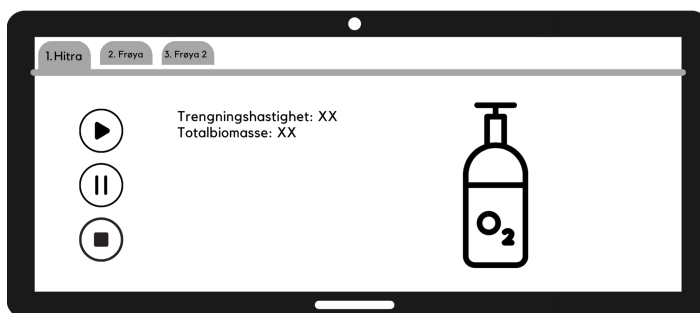 1. Hitra
2. Frøya
3. Frøya 2
Trengningshastighet: XX
Totalbiomasse: XX
O₂